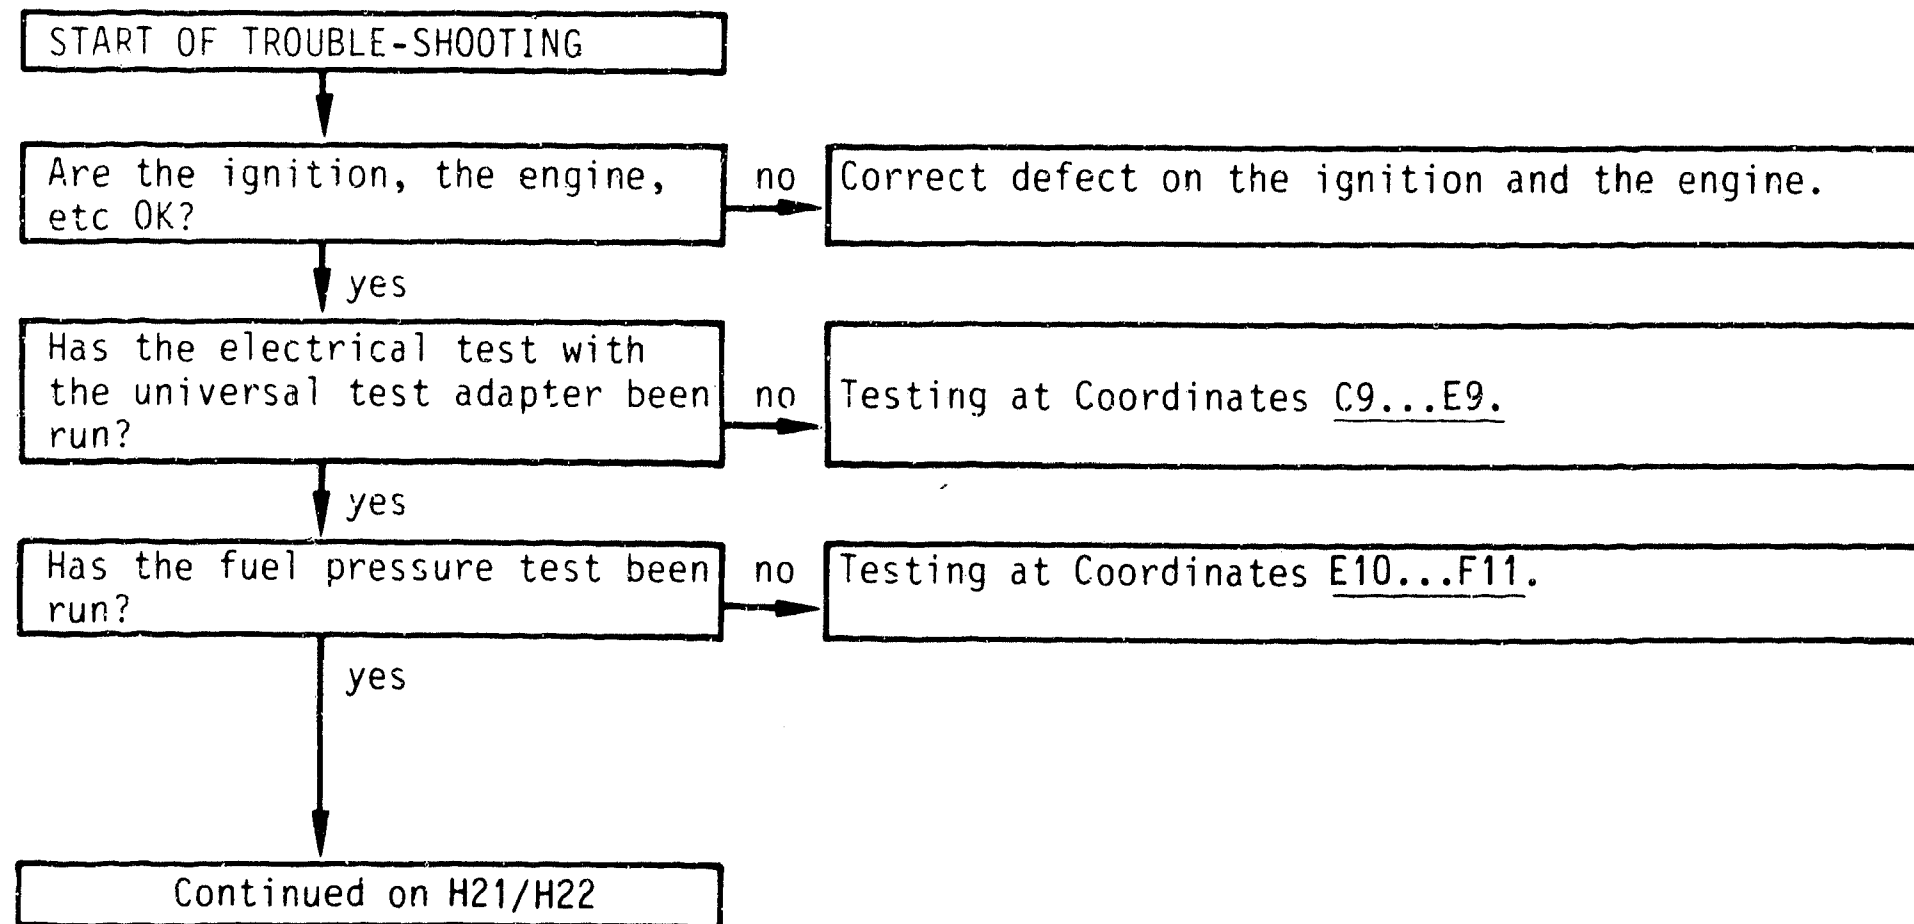 START OF TROUBLE-SHOOTING
Are the ignition, the engine,
etc OK?
no
Correct defect on the ignition and the engine.
yes
Has the electrical test with
the universal test adapter been
run?
no
Testing at Coordinates C9...E9.
yes
Has the fuel pressure test been
run?
no
Testing at Coordinates E10...F11.
yes
Continued on H21/H22